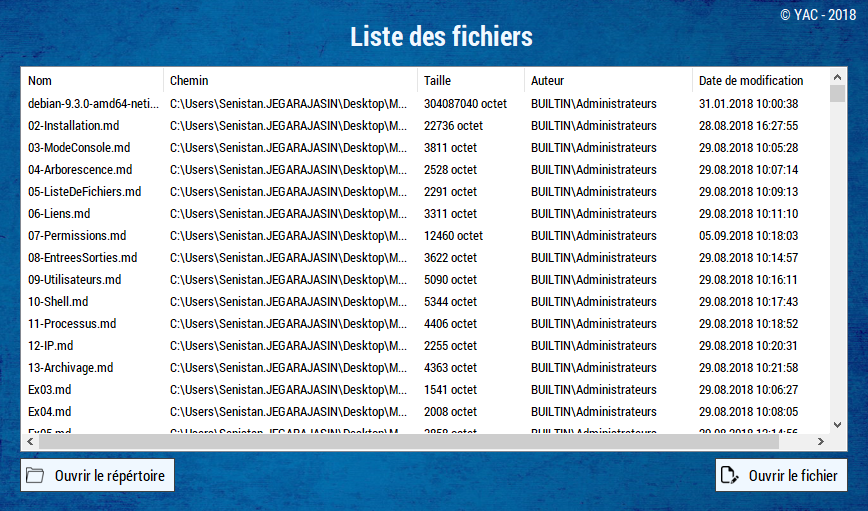 © YAC - 2018
Liste des fichiers
Nom Chemin Taille Auteur Date de modification
debian-9.3.0-amd64-neti... C:\Users\Senistan.JEGARAJASIN\Desktop\M... 304087040 octet BUILTIN\Administrateurs 31.01.2018 10:00:38
02-Installation.md C:\Users\Senistan.JEGARAJASIN\Desktop\M... 22736 octet BUILTIN\Administrateurs 28.08.2018 16:27:55
03-ModeConsole.md C:\Users\Senistan.JEGARAJASIN\Desktop\M... 3811 octet BUILTIN\Administrateurs 29.08.2018 10:05:28
04-Arborescence.md C:\Users\Senistan.JEGARAJASIN\Desktop\M... 2528 octet BUILTIN\Administrateurs 29.08.2018 10:07:14
05-ListeDeFichiers.md C:\Users\Senistan.JEGARAJASIN\Desktop\M... 2291 octet BUILTIN\Administrateurs 29.08.2018 10:09:13
06-Liens.md C:\Users\Senistan.JEGARAJASIN\Desktop\M... 3311 octet BUILTIN\Administrateurs 29.08.2018 10:11:10
07-Permissions.md C:\Users\Senistan.JEGARAJASIN\Desktop\M... 12460 octet BUILTIN\Administrateurs 05.09.2018 10:18:03
08-EntreesSorties.md C:\Users\Senistan.JEGARAJASIN\Desktop\M... 3622 octet BUILTIN\Administrateurs 29.08.2018 10:14:57
09-Utilisateurs.md C:\Users\Senistan.JEGARAJASIN\Desktop\M... 5090 octet BUILTIN\Administrateurs 29.08.2018 10:16:11
10-Shell.md C:\Users\Senistan.JEGARAJASIN\Desktop\M... 5344 octet BUILTIN\Administrateurs 29.08.2018 10:17:43
11-Processus.md C:\Users\Senistan.JEGARAJASIN\Desktop\M... 4406 octet BUILTIN\Administrateurs 29.08.2018 10:18:52
12-IP.md C:\Users\Senistan.JEGARAJASIN\Desktop\M... 2255 octet BUILTIN\Administrateurs 29.08.2018 10:20:31
13-Archivage.md C:\Users\Senistan.JEGARAJASIN\Desktop\M... 4363 octet BUILTIN\Administrateurs 29.08.2018 10:21:58
Ex03.md C:\Users\Senistan.JEGARAJASIN\Desktop\M... 1541 octet BUILTIN\Administrateurs 29.08.2018 10:06:27
Ex04.md C:\Users\Senistan.JEGARAJASIN\Desktop\M... 2008 octet BUILTIN\Administrateurs 29.08.2018 10:08:05
Ex05.md C:\Users\Senistan.JEGARAJASIN\Desktop\M... octet BUILTIN\Administrateurs
Ouvrir le répértoire Ouvrir le fichier